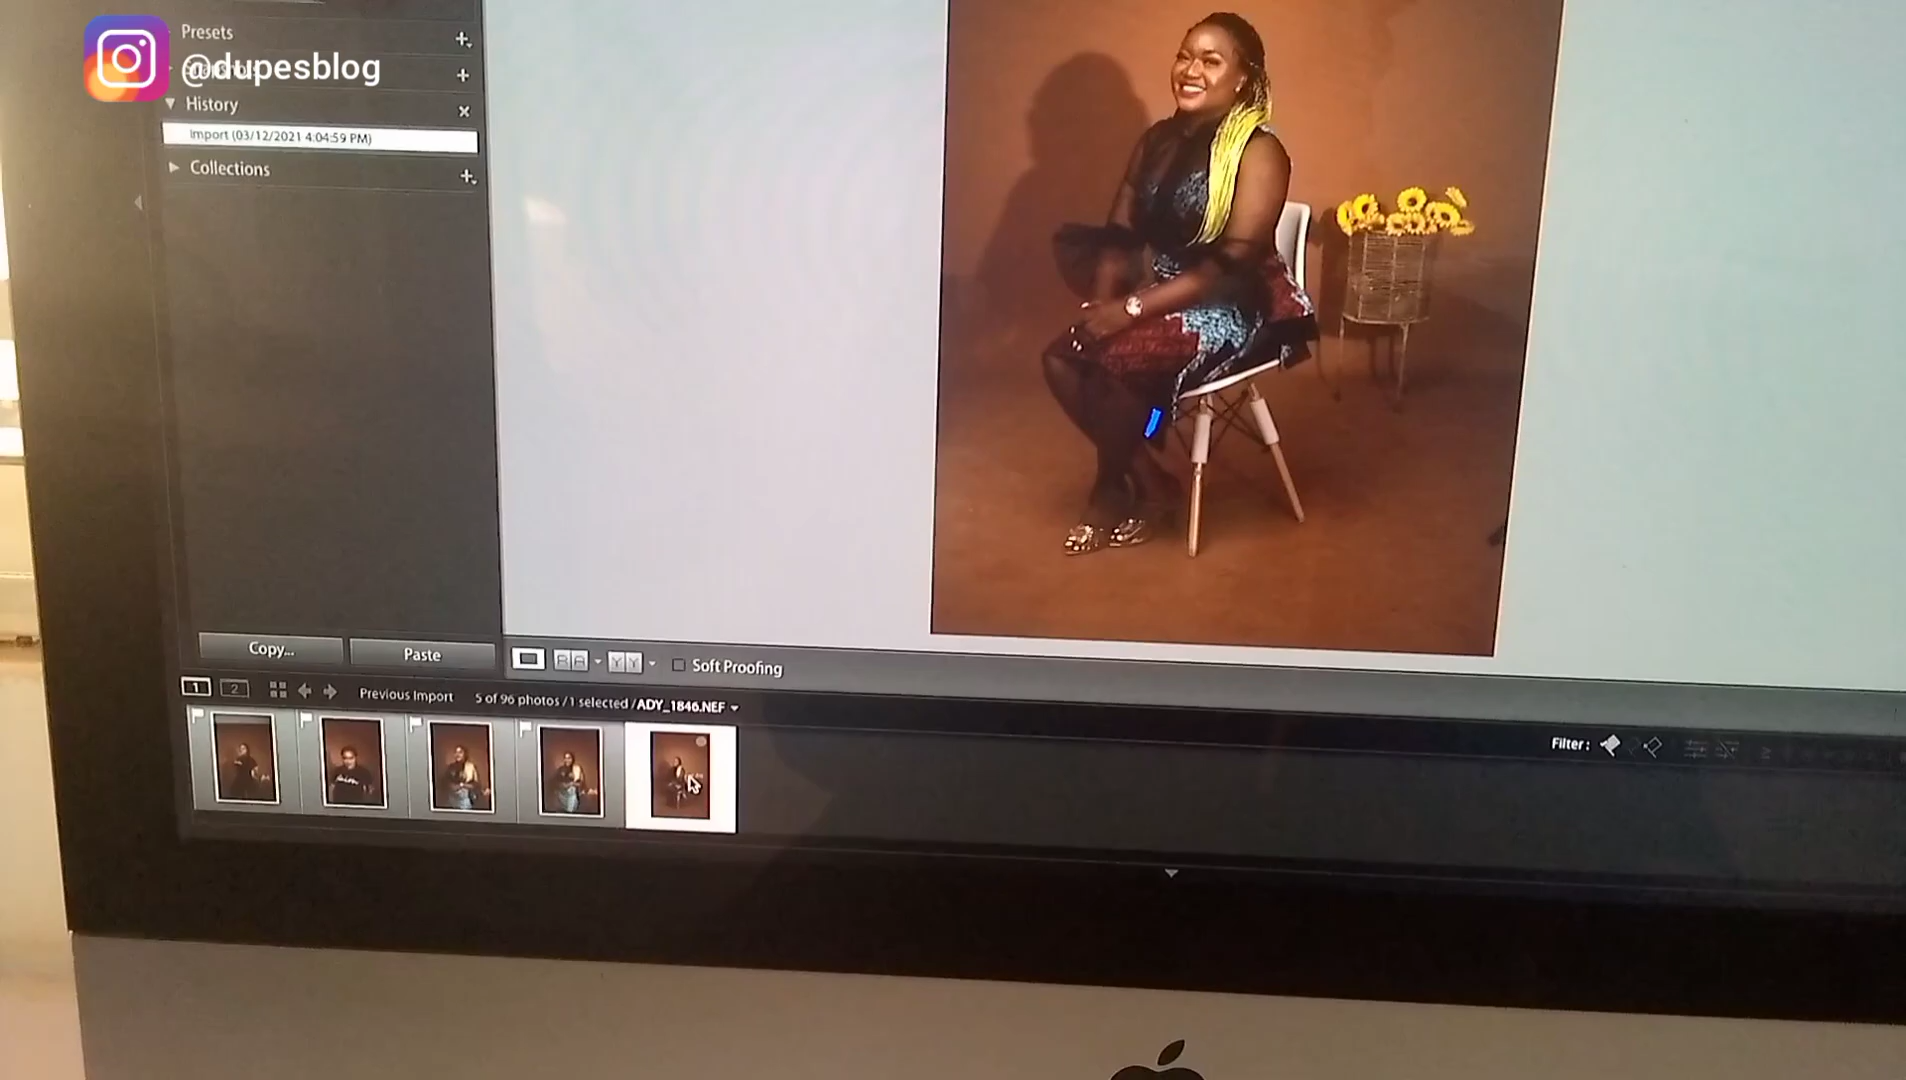 Presets
@dupesblog
History
Import (03/12/2021 4:04:59 PM)
Collections
Copy...
Paste
Soft Proofing
1
2
Previous Import
5 of 96 photos / 1 selected / ADY_1846.NEF
Filter :